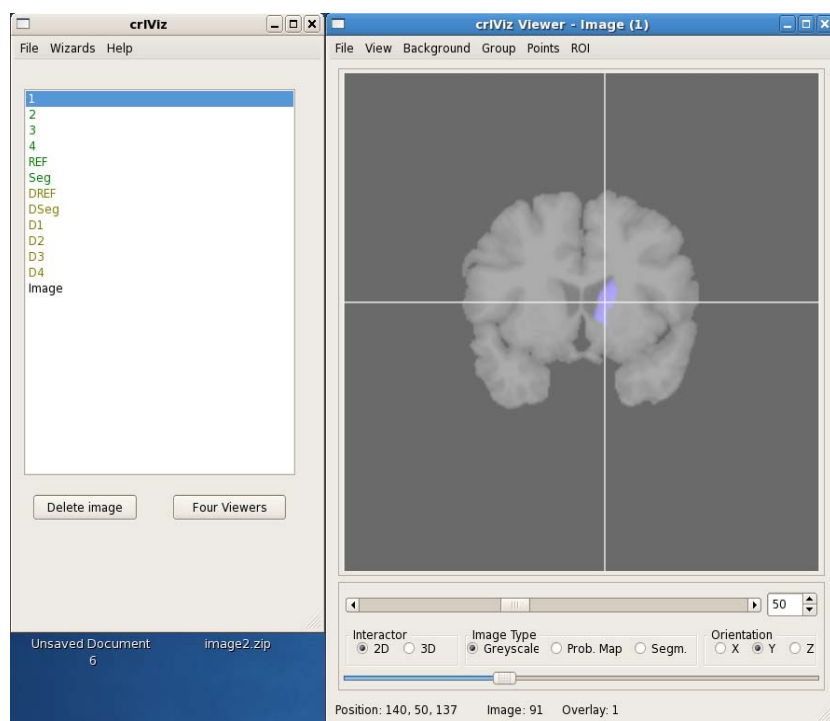 crlViz
File Wizards Help
1
2
3
4
REF
Seg
DREF
DSeg
D1
D2
D3
D4
Image
Delete image
Four Viewers
Unsaved Document
6
image2.zip
crlViz Viewer - Image (1)
File View Background Group Points ROI
50
Interactor
2D 3D
Image Type
Greyscale Prob. Map Segm.
Orientation
X Y Z
Position: 140, 50, 137 Image: 91 Overlay: 1